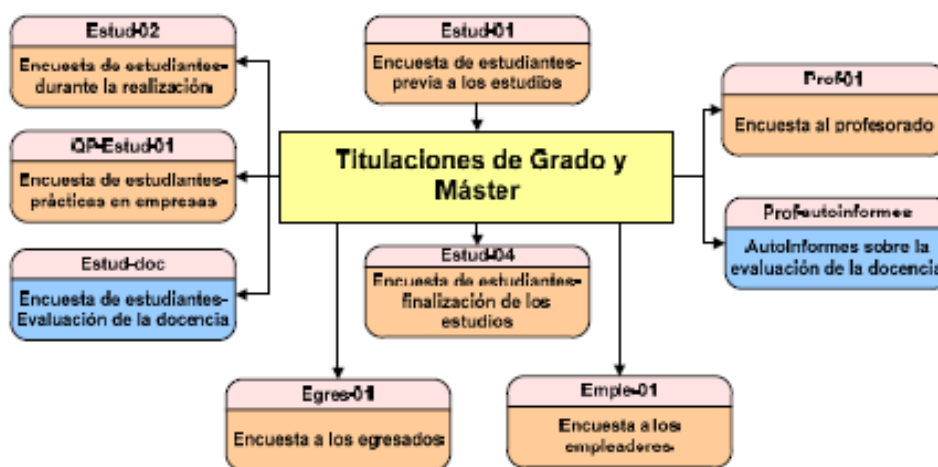 Estud-02
Encuesta de estudiantes-
durante la realización
Estud-01
Encuesta de estudiantes-
previa a los estudios
Prof-01
Encuesta al profesorado
QP-Estud-01
Encuesta de estudiantes-
prácticas en empresas
Titulaciones de Grado y
Máster
Prof-autoinformes
AutoInformes sobre la
evaluación de la docencia
Estud-doc
Encuesta de estudiantes-
Evaluación de la docencia
Estud-04
Encuesta de estudiantes-
finalización de los
estudios
Egres-01
Encuesta a los egresados
Emple-01
Encuesta a los
empleadores